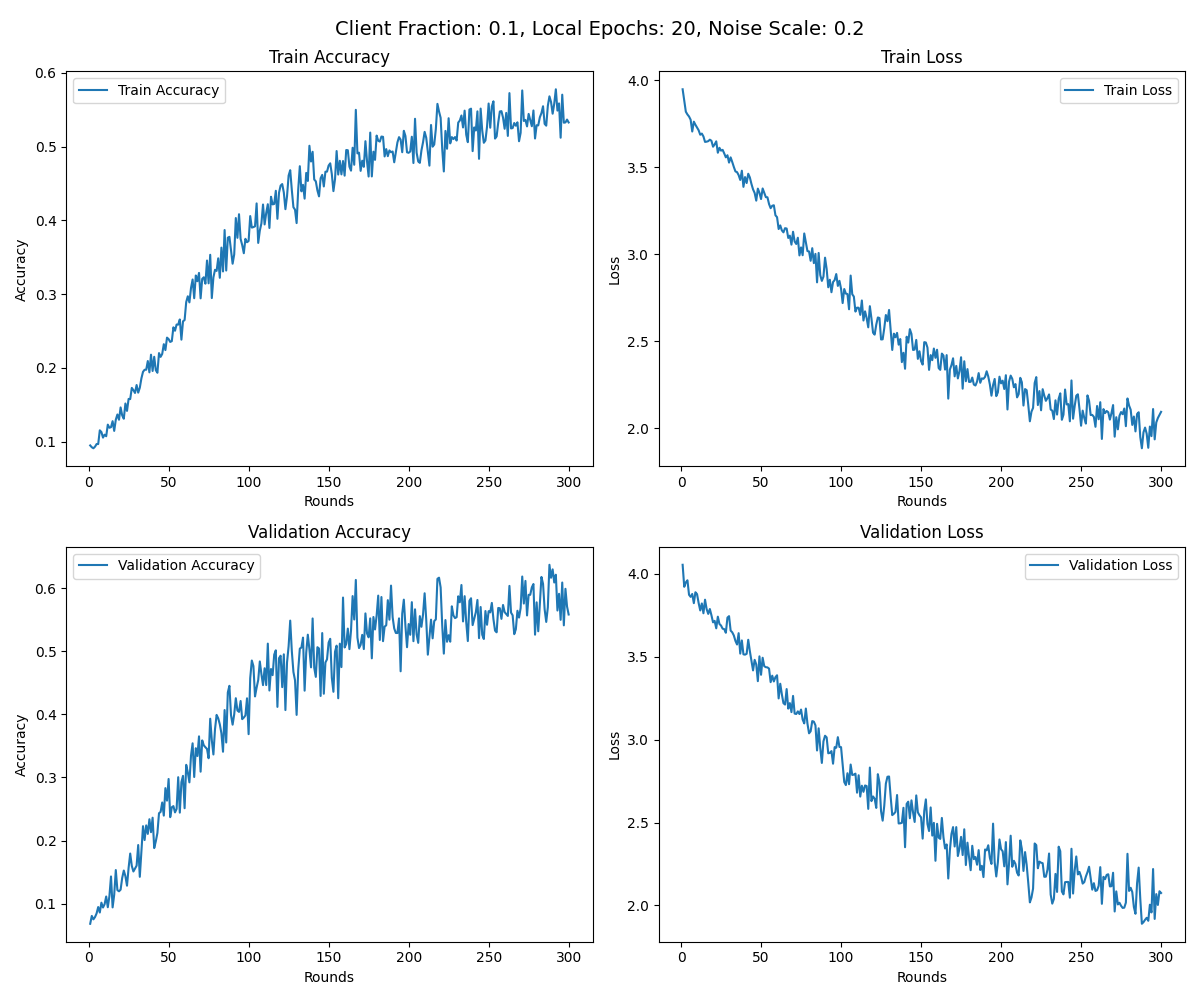 Client Fraction: 0.1, Local Epochs: 20, Noise Scale: 0.2
Train Accuracy
Train Accuracy
0.6
0.5
0.4
0.3
0.2
0.1
Accuracy
0 50 100 150 200 250 300
Rounds
Train Loss
Train Loss
4.0
3.5
3.0
2.5
2.0
Loss
0 50 100 150 200 250 300
Rounds
Validation Accuracy
Validation Accuracy
0.6
0.5
0.4
0.3
0.2
0.1
Accuracy
0 50 100 150 200 250 300
Rounds
Validation Loss
Validation Loss
4.0
3.5
3.0
2.5
2.0
Loss
0 50 100 150 200 250 300
Rounds